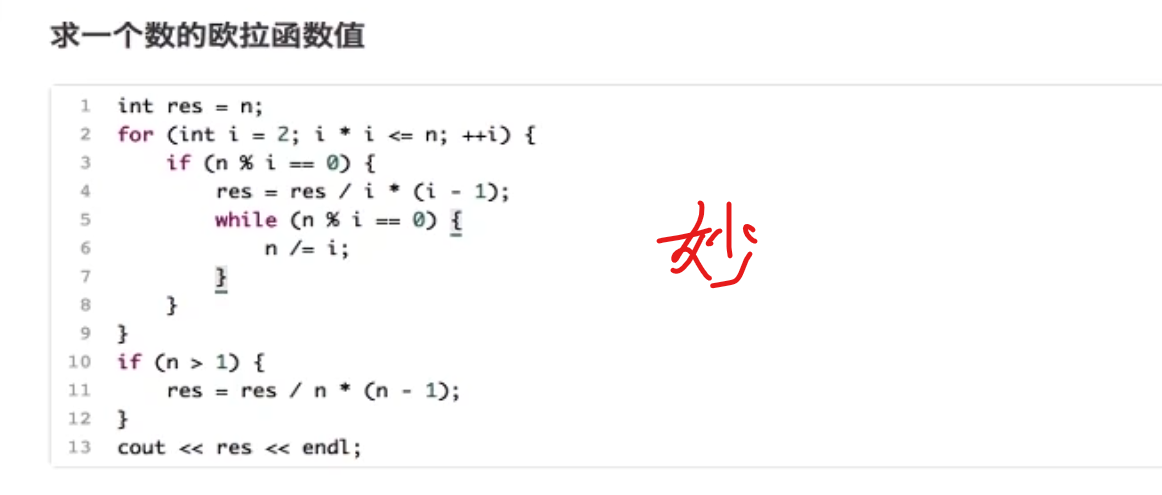 求一个数的欧拉函数值
1 int res = n;
2 for (int i = 2; i * i <= n; ++i) {
3 if (n % i == 0) {
4 res = res / i * (i - 1);
5 while (n % i == 0) {
6 n /= i;
7 }
8 }
9 }
10 if (n > 1) {
11 res = res / n * (n - 1);
12 }
13 cout << res << endl;
妙